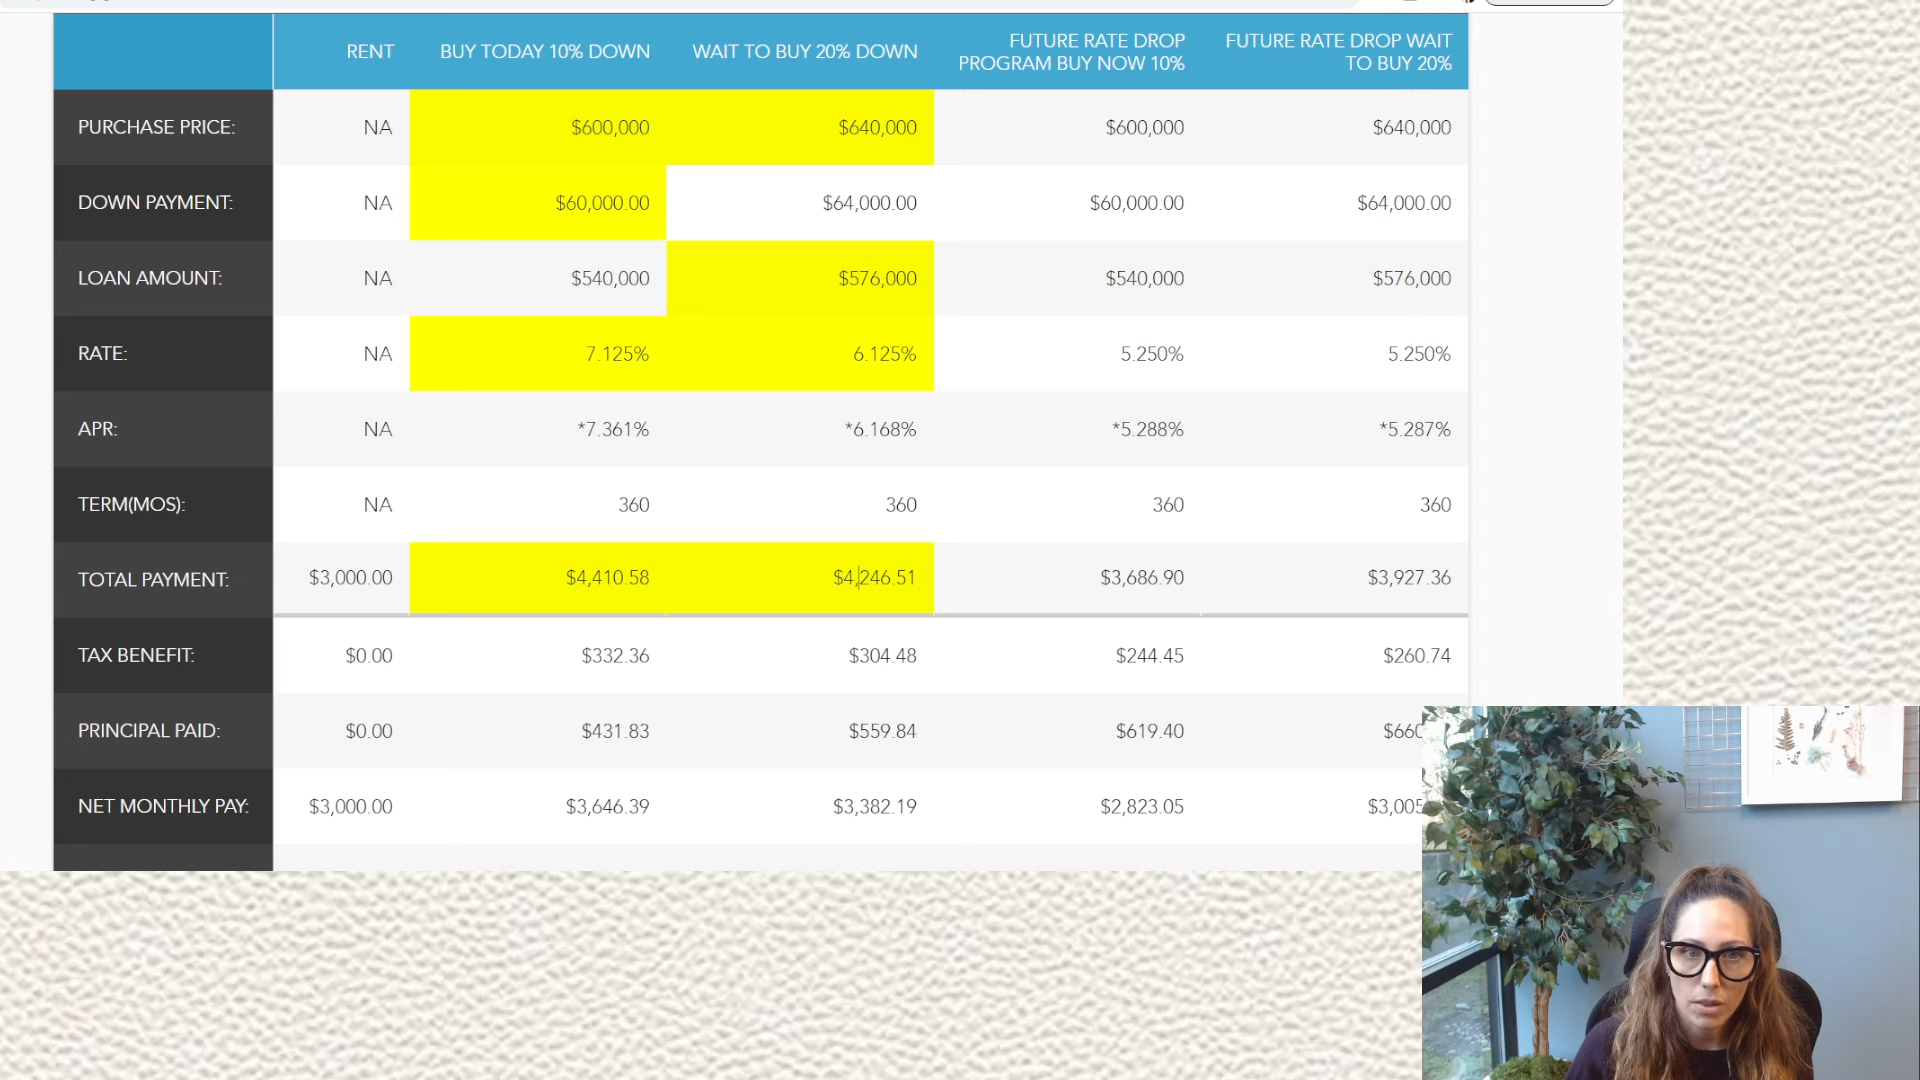 RENT BUY TODAY 10% DOWN WAIT TO BUY 20% DOWN FUTURE RATE DROP PROGRAM BUY NOW 10% FUTURE RATE DROP WAIT TO BUY 20%
PURCHASE PRICE: NA $600,000 $640,000 $600,000 $640,000
DOWN PAYMENT: NA $60,000.00 $64,000.00 $60,000.00 $64,000.00
LOAN AMOUNT: NA $540,000 $576,000 $540,000 $576,000
RATE: NA 7.125% 6.125% 5.250% 5.250%
APR: NA *7.361% *6.168% *5.288% *5.287%
TERM(MOS): NA 360 360 360 360
TOTAL PAYMENT: $3,000.00 $4,410.58 $4,246.51 $3,686.90 $3,927.36
TAX BENEFIT: $0.00 $332.36 $304.48 $244.45 $260.74
PRINCIPAL PAID: $0.00 $431.83 $559.84 $619.40 $660
NET MONTHLY PAY: $3,000.00 $3,646.39 $3,382.19 $2,823.05 $3,005